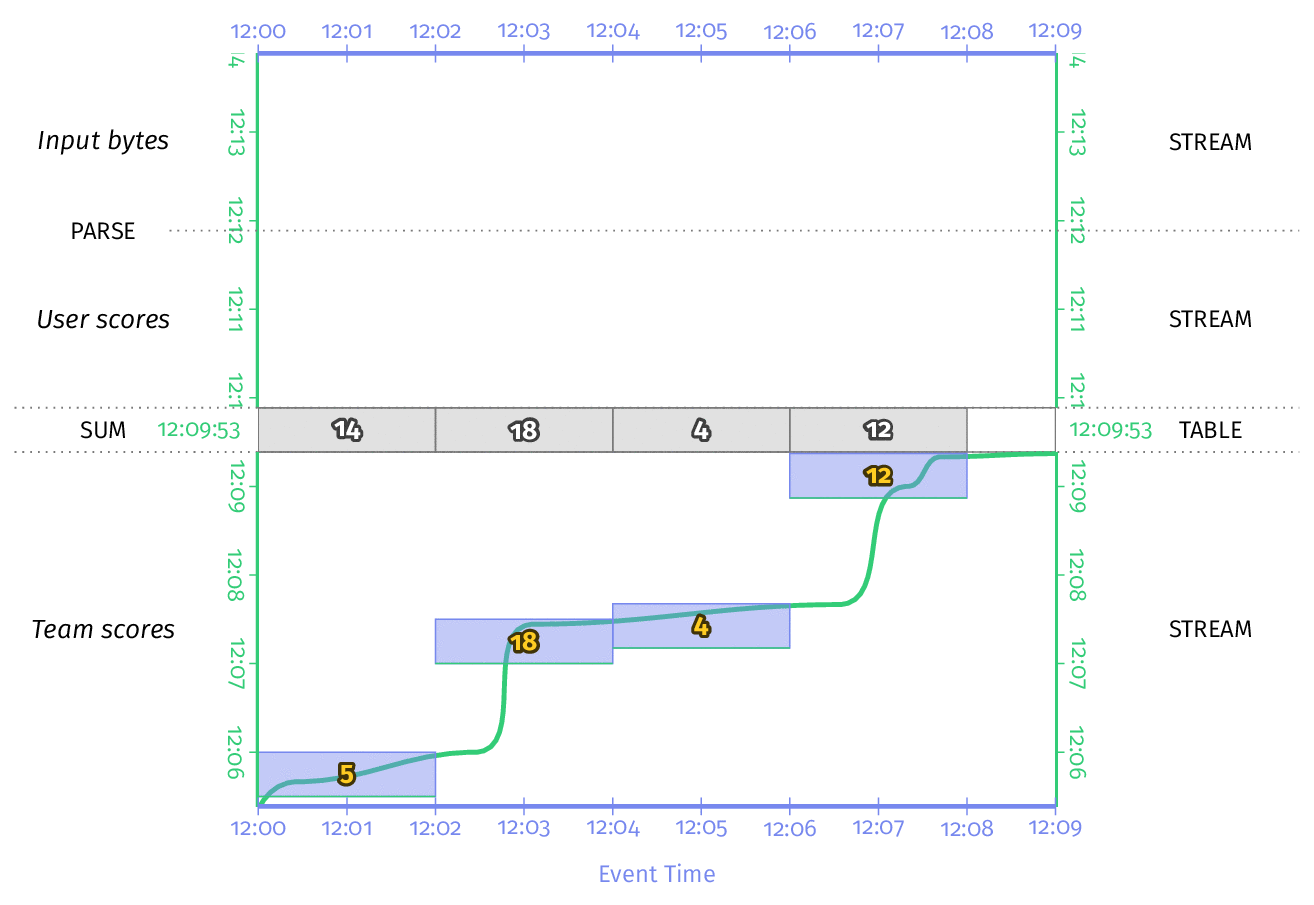 12:00 12:01 12:02 12:03 12:04 12:05 12:06 12:07 12:08 12:09
Input bytes 12:13 12:13 STREAM
PARSE 12:12 12:12
User scores 12:11 12:11 STREAM
12:1 12:1
SUM 12:09:53 14 18 4 12 12:09:53 TABLE
12:09 12 12:09
12:08 12:08
Team scores 18 4 STREAM
12:07 12:07
12:06 5 12:06
12:00 12:01 12:02 12:03 12:04 12:05 12:06 12:07 12:08 12:09
Event Time